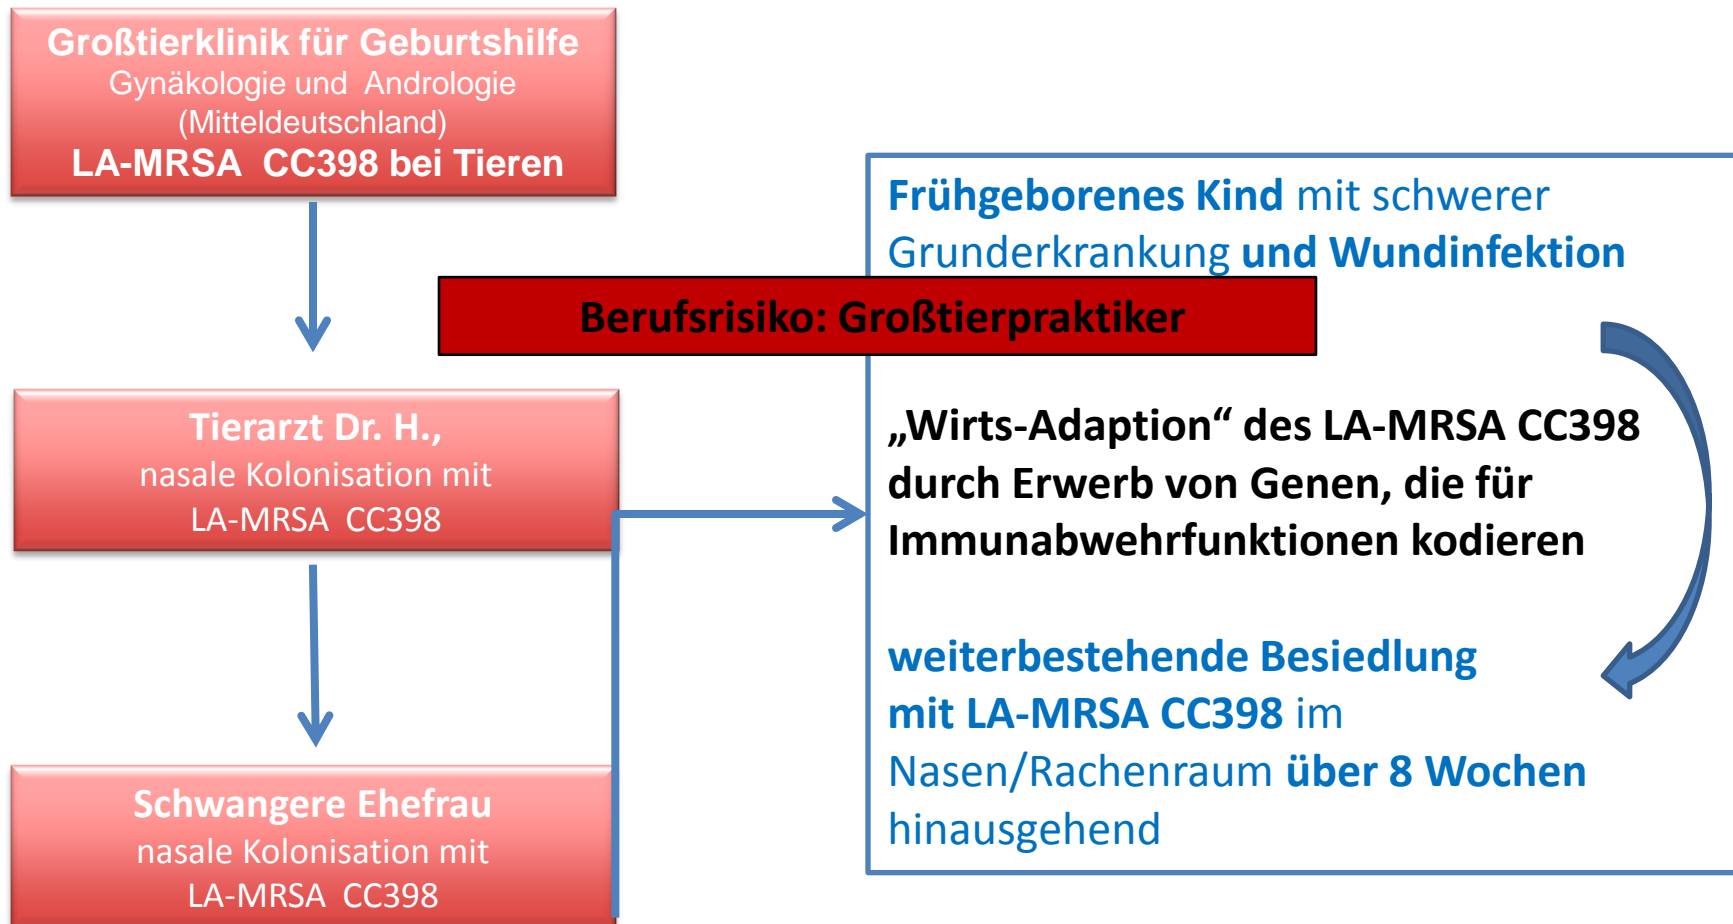 Großtierklinik für Geburtshilfe
Gynäkologie und Andrologie
(Mitteldeutschland)
LA-MRSA CC398 bei Tieren
Tierarzt Dr. H.,
nasale Kolonisation mit
LA-MRSA CC398
Schwangere Ehefrau
nasale Kolonisation mit
LA-MRSA CC398
Frühgeborenes Kind mit schwerer
Grunderkrankung und Wundinfektion
Berufsrisiko: Großtierpraktiker
„Wirts-Adaption“ des LA-MRSA CC398
durch Erwerb von Genen, die für
Immunabwehrfunktionen kodieren
weiterbestehende Besiedlung
mit LA-MRSA CC398 im
Nasen/Rachenraum über 8 Wochen
hinausgehend